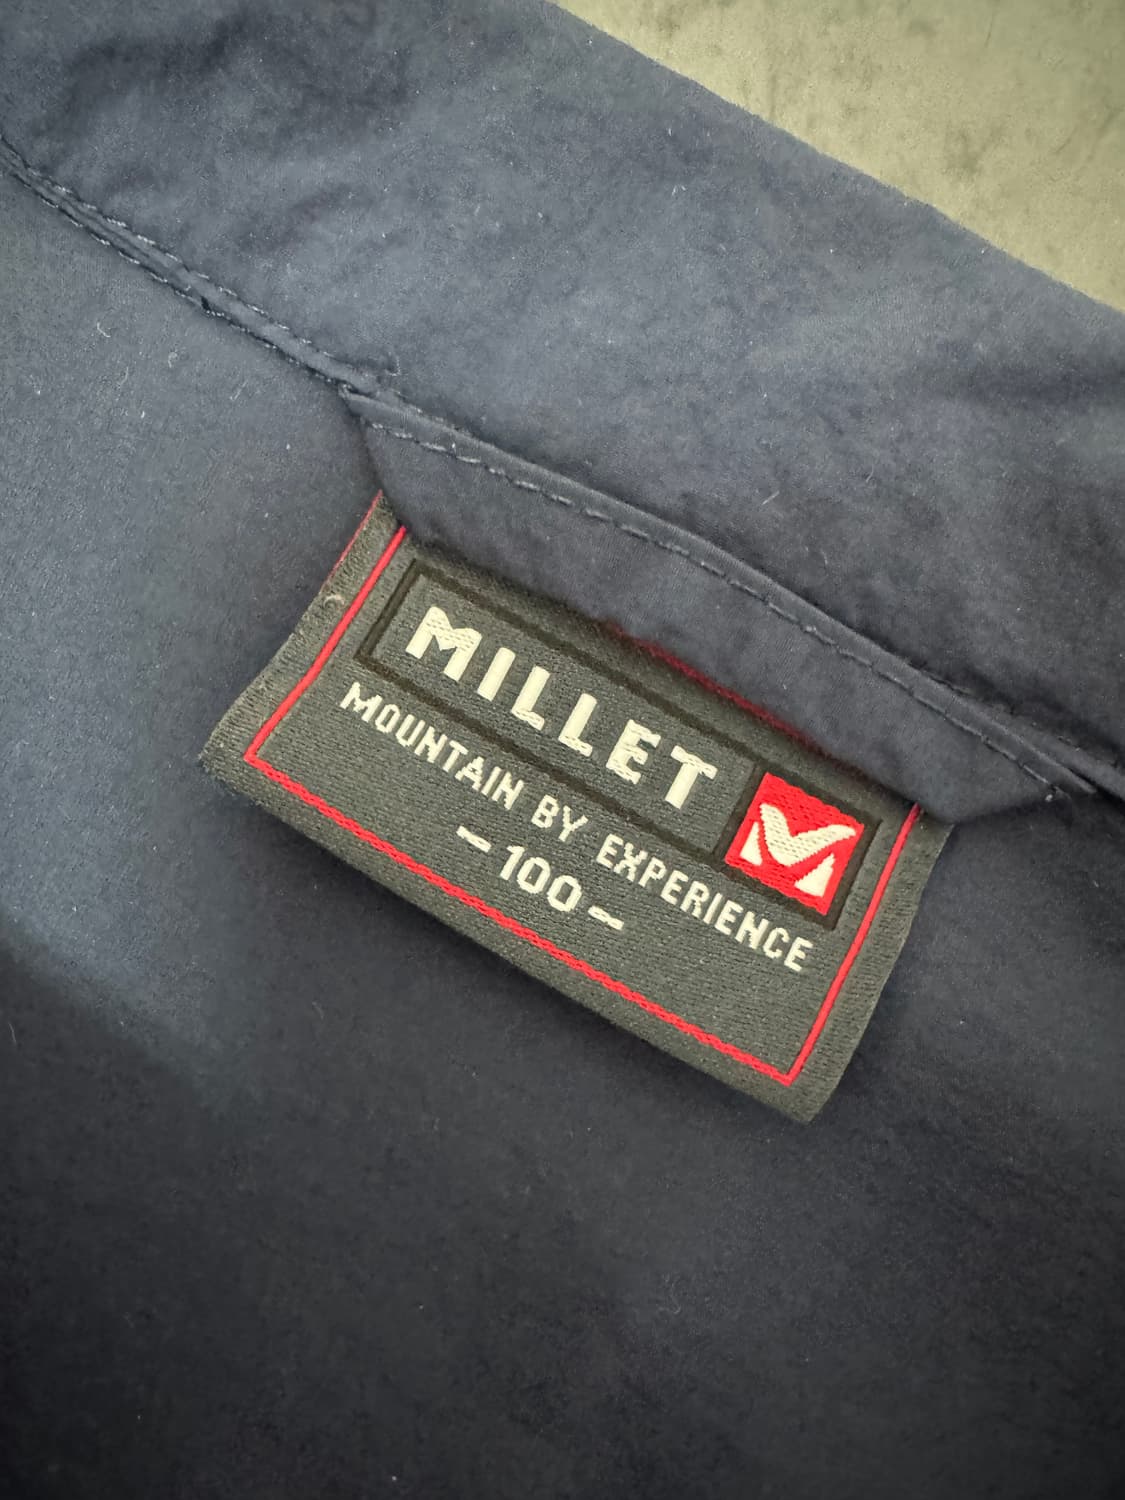 MILLET
MOUNTAIN BY EXPERIENCE
-100-